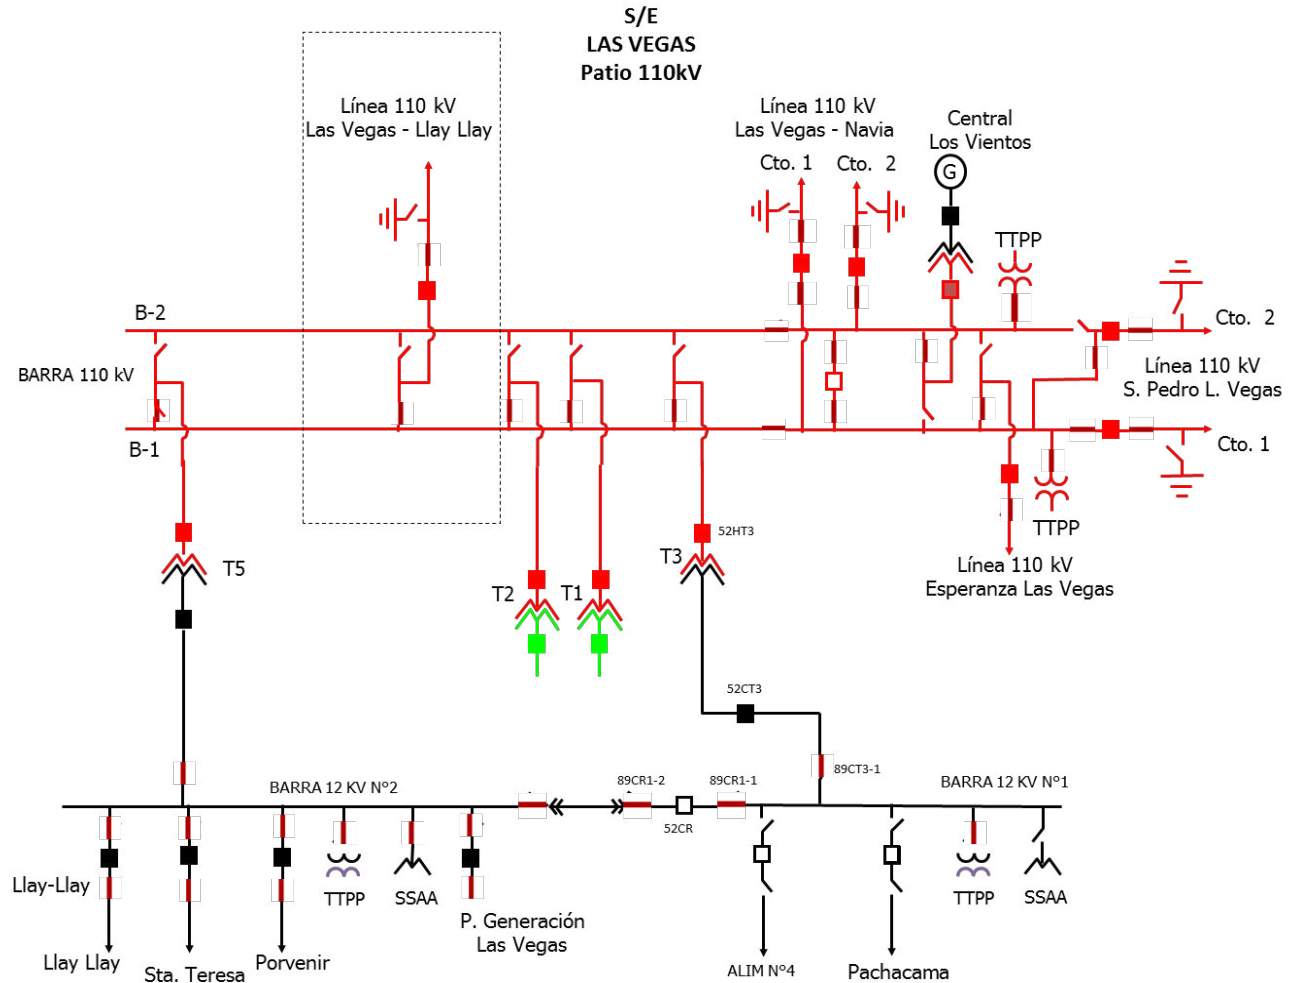 S/E
LAS VEGAS
Patio 110kV
Línea 110 kV
Las Vegas - Llay Llay
Línea 110 kV
Las Vegas - Navia
Cto. 1
Cto. 2
Central
Los Vientos
G
TTPP
B-2
BARRA 110 kV
B-1
Cto. 2
Línea 110 kV
S. Pedro L. Vegas
Cto. 1
TTPP
Línea 110 kV
Esperanza Las Vegas
T5
T2
T1
T3
52HT3
52CT3
89CT3-1
BARRA 12 KV Nº2
89CR1-2
89CR1-1
52CR
BARRA 12 KV Nº1
Llay-Llay
TTPP
SSAA
P. Generación
Las Vegas
TTPP
SSAA
Llay Llay
Sta. Teresa
Porvenir
ALIM Nº4
Pachacama